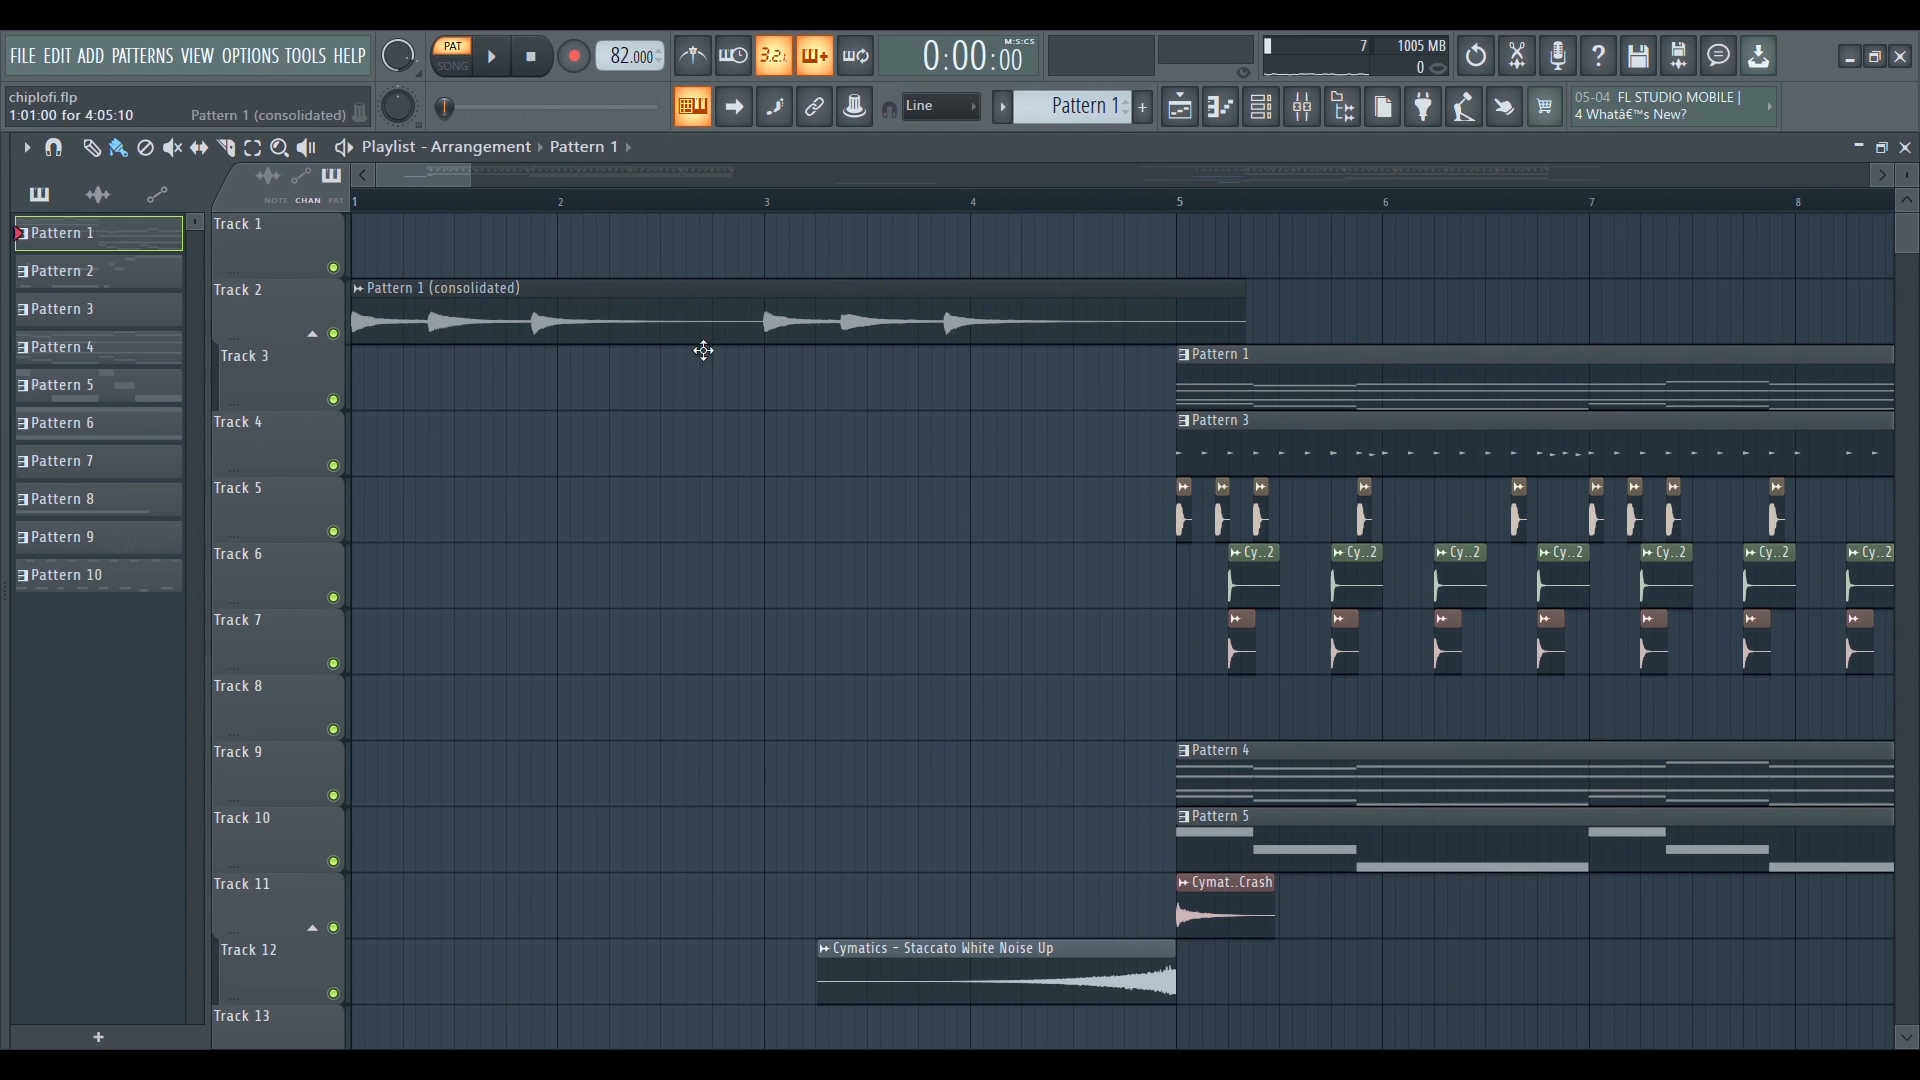 FILE EDIT ADD PATTERNS VIEW OPTIONS TOOLS HELP
PAT
SONG
82.000
3.2.
0:00:00
M:S:CS
7
1005 MB
0
chiplofi.flp
1:01:00 for 4:05:10
Pattern 1 (consolidated)
Line
Pattern 1
+
05-04 FL STUDIO MOBILE |
4 Whatâ€™s New?
Playlist - Arrangement › Pattern 1 ›
NOTE CHAN PAT
1 2 3 4 5 6 7 8
Pattern 1
Pattern 2
Pattern 3
Pattern 4
Pattern 5
Pattern 6
Pattern 7
Pattern 8
Pattern 9
Pattern 10
+
Track 1
Track 2
Pattern 1 (consolidated)
Track 3
Pattern 1
Track 4
Pattern 3
Track 5
Track 6
Cy..2 Cy..2 Cy..2 Cy..2 Cy..2 Cy..2 Cy..2
Track 7
Track 8
Track 9
Pattern 4
Track 10
Pattern 5
Track 11
Cymat..Crash
Track 12
Cymatics - Staccato White Noise Up
Track 13